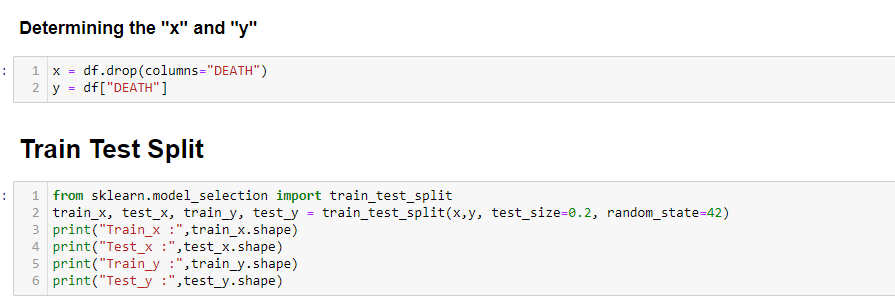 Determining the "x" and "y"
: 1 x = df.drop(columns="DEATH")
2 y = df["DEATH"]
Train Test Split
: 1 from sklearn.model_selection import train_test_split
2 train_x, test_x, train_y, test_y = train_test_split(x,y, test_size=0.2, random_state=42)
3 print("Train_x :",train_x.shape)
4 print("Test_x :",test_x.shape)
5 print("Train_y :",train_y.shape)
6 print("Test_y :",test_y.shape)